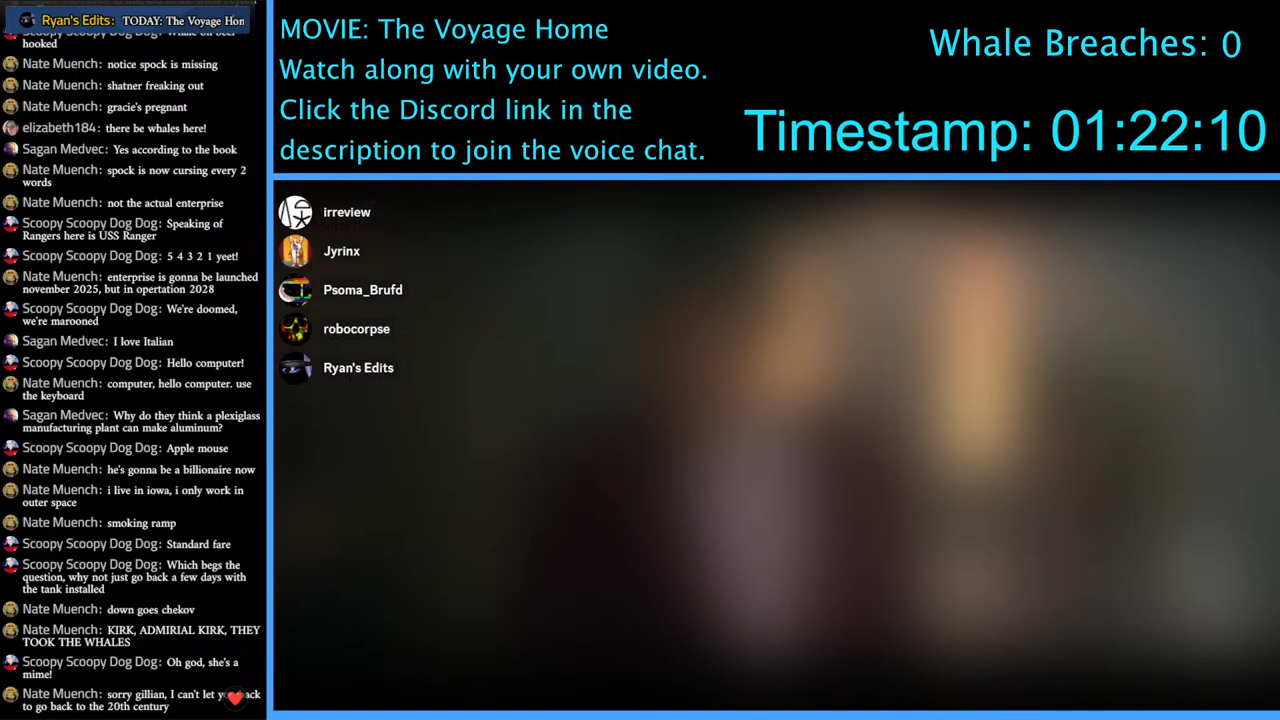 Ryan's Edits: TODAY: The Voyage Hom
Scoopy Scoopy Dog Dog:
hooked
Nate Muench: notice spock is missing
Nate Muench: shatner freaking out
Nate Muench: gracie's pregnant
elizabeth184: there be whales here!
Sagan Medvec: Yes according to the book
Nate Muench: spock is now cursing every 2
words
Nate Muench: not the actual enterprise
Scoopy Scoopy Dog Dog: Speaking of
Rangers here is USS Ranger
Scoopy Scoopy Dog Dog: 5 4 3 2 1 yeet!
Nate Muench: enterprise is gonna be launched
november 2025, but in opertation 2028
Scoopy Scoopy Dog Dog: We're doomed,
we're marooned
Sagan Medvec: I love Italian
Scoopy Scoopy Dog Dog: Hello computer!
Nate Muench: computer, hello computer. use
the keyboard
Sagan Medvec: Why do they think a plexiglass
manufacturing plant can make aluminum?
Scoopy Scoopy Dog Dog: Apple mouse
Nate Muench: he's gonna be a billionaire now
Nate Muench: i live in iowa, i only work in
outer space
Nate Muench: smoking ramp
Scoopy Scoopy Dog Dog: Standard fare
Scoopy Scoopy Dog Dog: Which begs the
question, why not just go back a few days with
the tank installed
Nate Muench: down goes chekov
Nate Muench: KIRK, ADMIRIAL KIRK, THEY
TOOK THE WHALES
Scoopy Scoopy Dog Dog: Oh god, she's a
mime!
Nate Muench: sorry gillian, I can't let
to go back to the 20th century
MOVIE: The Voyage Home
Watch along with your own video.
Click the Discord link in the
description to join the voice chat.
Whale Breaches: 0
Timestamp: 01:22:10
irreview
Jyrinx
Psoma_Brufd
robocorpse
Ryan's Edits